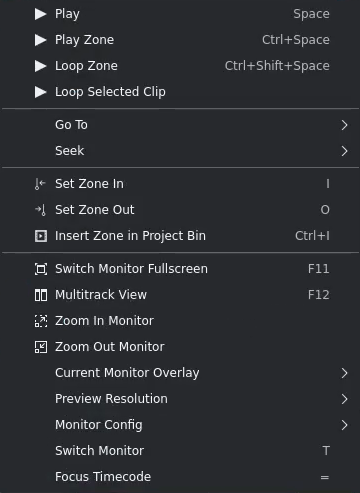 Play Space
Play Zone Ctrl+Space
Loop Zone Ctrl+Shift+Space
Loop Selected Clip
Go To
Seek
Set Zone In I
Set Zone Out O
Insert Zone in Project Bin Ctrl+I
Switch Monitor Fullscreen F11
Multitrack View F12
Zoom In Monitor
Zoom Out Monitor
Current Monitor Overlay
Preview Resolution
Monitor Config
Switch Monitor T
Focus Timecode =